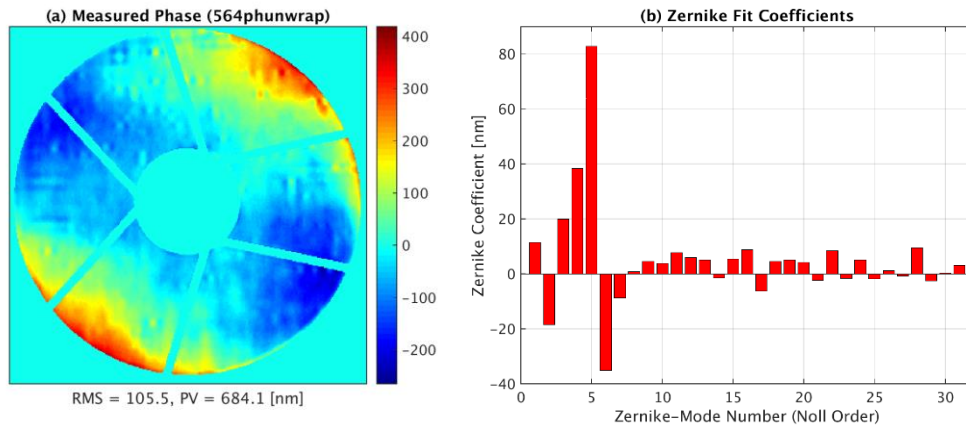 (a) Measured Phase (564phunwrap)
400
300
200
100
0
-100
-200
RMS = 105.5, PV = 684.1 [nm]
(b) Zernike Fit Coefficients
Zernike Coefficient [nm]
80
60
40
20
0
-20
-40
0 5 10 15 20 25 30
Zernike-Mode Number (Noll Order)